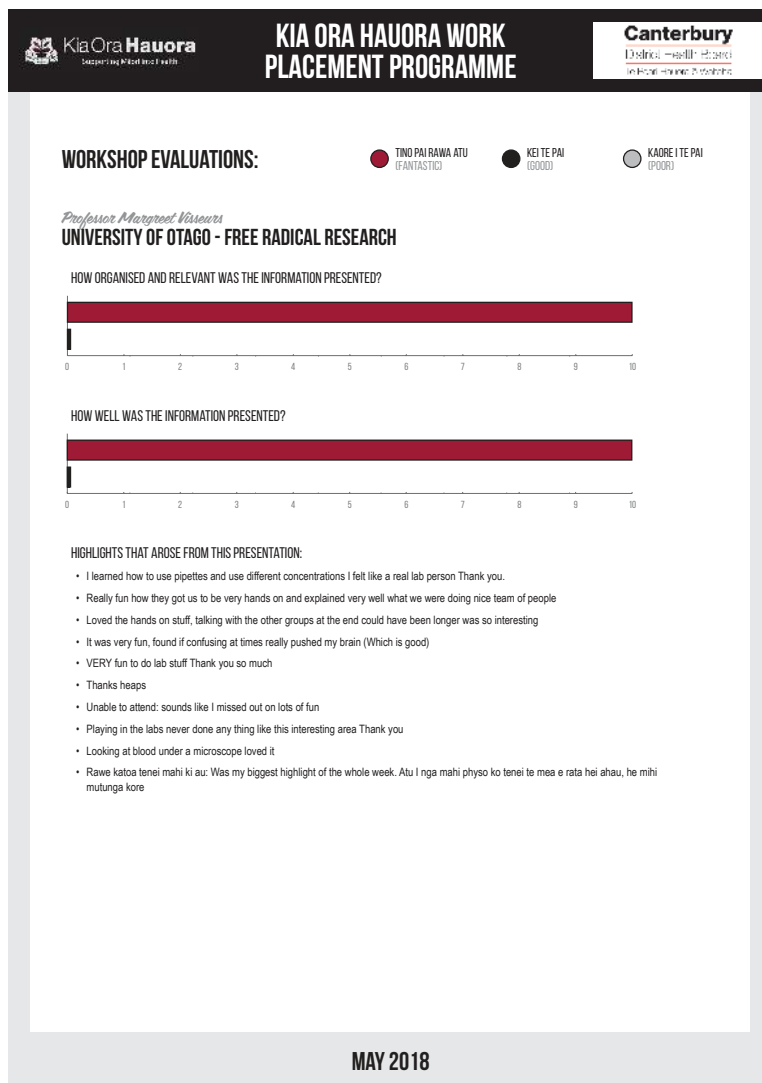 KiaOra Hauora
Supporting Māori into Health
KIA ORA HAUORA WORK
PLACEMENT PROGRAMME
Canterbury
District Health Board
Te Poari Hauora ō Waitaha
WORKSHOP EVALUATIONS:
TINO PAI RAWA ATU
(FANTASTIC)
KEI TE PAI
(GOOD)
KAORE I TE PAI
(POOR)
Professor Margreet Visseurs
UNIVERSITY OF OTAGO - FREE RADICAL RESEARCH
HOW ORGANISED AND RELEVANT WAS THE INFORMATION PRESENTED?
0 1 2 3 4 5 6 7 8 9 10
HOW WELL WAS THE INFORMATION PRESENTED?
0 1 2 3 4 5 6 7 8 9 10
HIGHLIGHTS THAT AROSE FROM THIS PRESENTATION:
• I learned how to use pipettes and use different concentrations I felt like a real lab person Thank you.
• Really fun how they got us to be very hands on and explained very well what we were doing nice team of people
• Loved the hands on stuff, talking with the other groups at the end could have been longer was so interesting
• It was very fun, found if confusing at times really pushed my brain (Which is good)
• VERY fun to do lab stuff Thank you so much
• Thanks heaps
• Unable to attend: sounds like I missed out on lots of fun
• Playing in the labs never done any thing like this interesting area Thank you
• Looking at blood under a microscope loved it
• Rawe katoa tenei mahi ki au: Was my biggest highlight of the whole week. Atu I nga mahi physo ko tenei te mea e rata hei ahau, he mihi
mutunga kore
MAY 2018